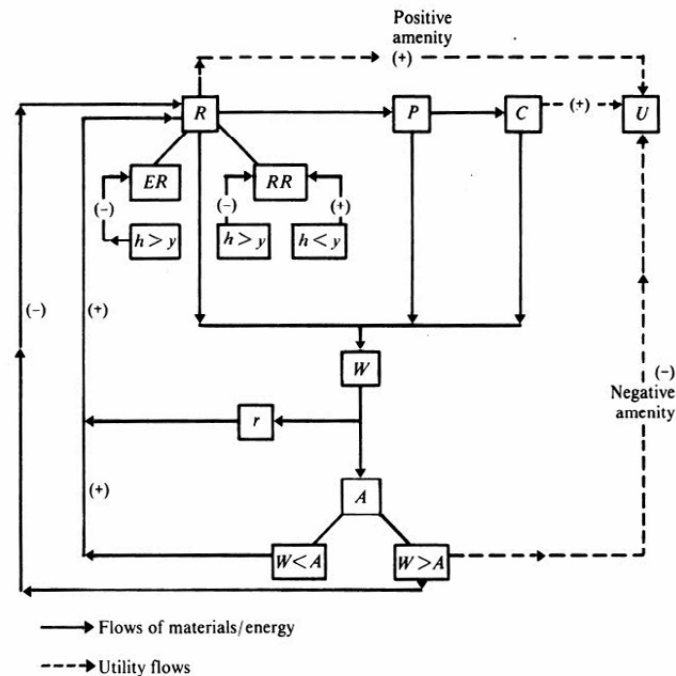 Positive
amenity
(+)
R
P
C
(+)
U
ER
RR
(−)
(−)
(+)
h > y
h > y
h < y
(−)
(+)
W
(−)
Negative
amenity
r
(+)
A
W < A
W > A
Flows of materials/energy
Utility flows